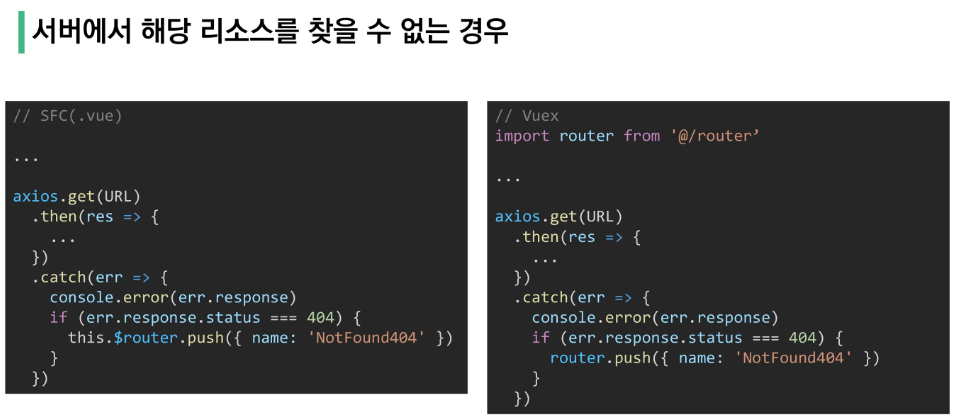 서버에서 해당 리소스를 찾을 수 없는 경우
// SFC(.vue)
...
axios.get(URL)
  .then(res => {
    ...
  })
  .catch(err => {
    console.error(err.response)
    if (err.response.status === 404) {
      this.$router.push({ name: 'NotFound404' })
    }
  })
// Vuex
import router from '@/router’
...
axios.get(URL)
  .then(res => {
    ...
  })
  .catch(err => {
    console.error(err.response)
    if (err.response.status === 404) {
      router.push({ name: 'NotFound404' })
    }
  })